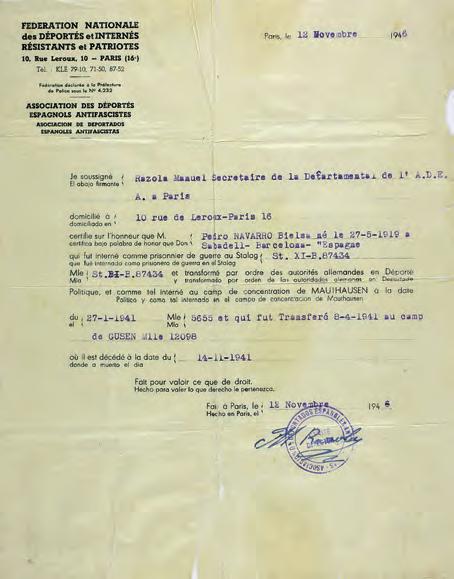 FEDERATION NATIONALE
des DÉPORTÉS et INTERNÉS
RÉSISTANTS et PATRIOTES
10, Rue Leroux, 10 — PARIS (16e)
Tél. : KLE 79-10, 71-50, 87-52
Fédération déclarée à la Préfecture
de Police sous le N° 4.232
ASSOCIATION DES DÉPORTÉS
ESPAGNOLS ANTIFASCISTES
ASOCIACION DE DEPORTADOS
ESPAÑOLES ANTIFASCISTAS
Paris, le 12 Novembre 1946
Je soussigné Razola Manuel Secretaire de la Defartamental de l' A.D.E.
El abajo firmante
A. a Paris
domicilié à 10 rue de Leroux-Paris 16
domiciliado en
certifie sur l'honneur que M. Pedro NAVARRO Bielsa né le 27-5-1919 a
certifico bajo palabra de honor que Don Sabadell- Barcelona- "Espagne
qui fut interné comme prisonnier de guerre au Stalag St. XI-B.87434
que fué internado como prisionero de guerra en el Stalag
Mle St.XI-B.87434 et transformé par ordre des autorités allemandes en Déporté
Mla y transformado por orden de las autoridades alemanas en Deportado
Politique, et comme tel interné au camp de concentration de MAUTHAUSEN à la date
Politico y como tal internado en el campo de concentración de Mauthausen
du 27-1-1941 Mle 5655 et qui fut Transferé 8-4-1941 au camp
el Mla
de GUSEN Mlle 12098
où il est décédé à la date du 14-11-1941
donde a muerto el dia
Fait pour valoir ce que de droit.
Hecho para valer lo que derecho le pertenezca.
Fait à Paris, le 12 Novembre 1946
Hecho en Paris, el